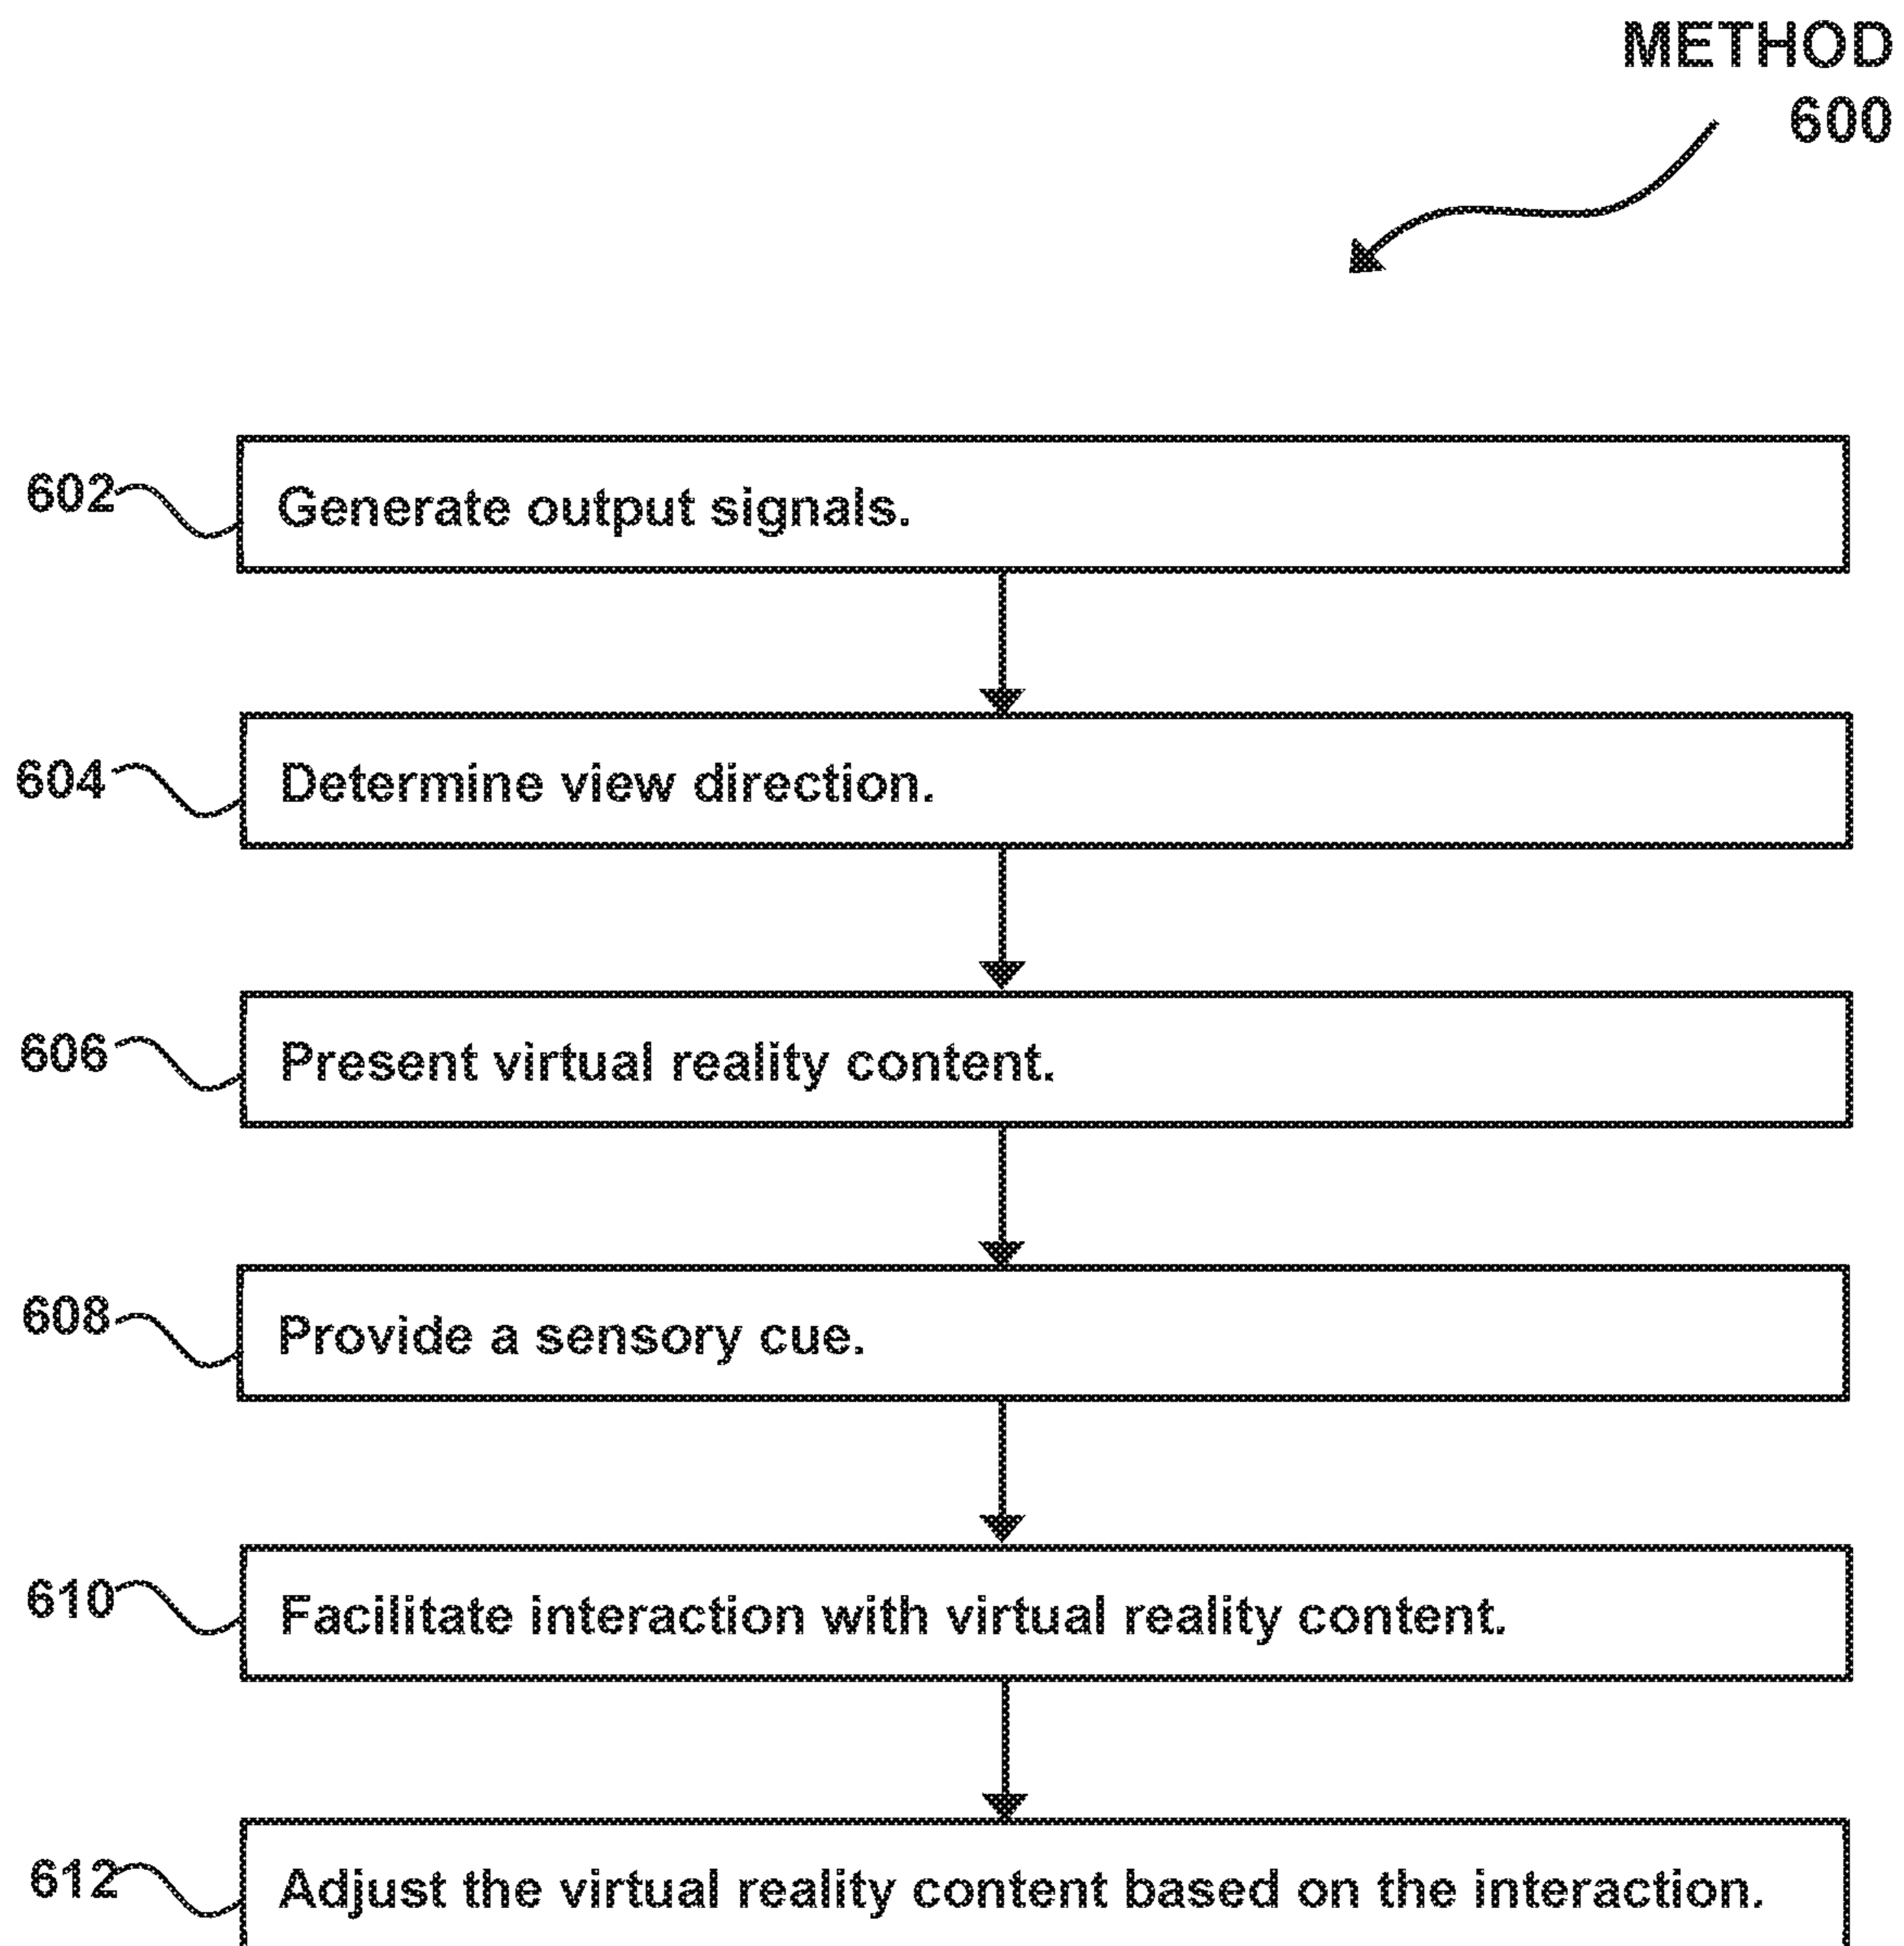 METHOD
600
602
Generate output signals.
604
Determine view direction.
606
Present virtual reality content.
608
Provide a sensory cue.
610
Facilitate interaction with virtual reality content.
612
Adjust the virtual reality content based on the interaction.